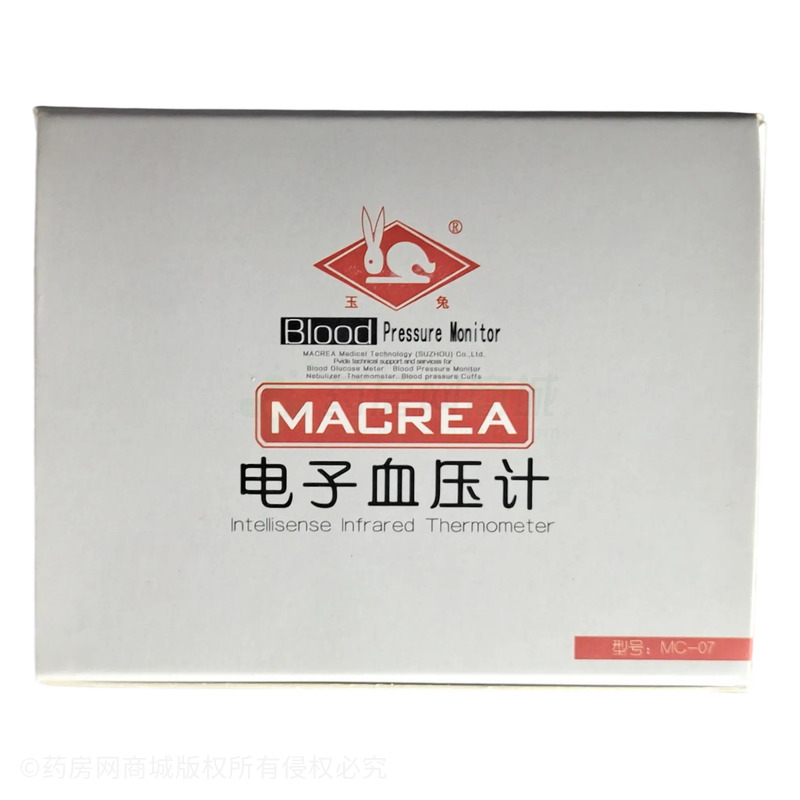 ®
玉 兔
Blood Pressure Monitor
MACREA Medical Technology (SUZHOU) Co.,Ltd.
Pvide technical support and services for
Blood Glucose Meter Blood Pressure Monitor
Nebulizer Thermometer Blood pressure Cuffs
MACREA
电子血压计
Intellisense Infrared Thermometer
型号：MC-07
©药房网商城版权所有侵权必究